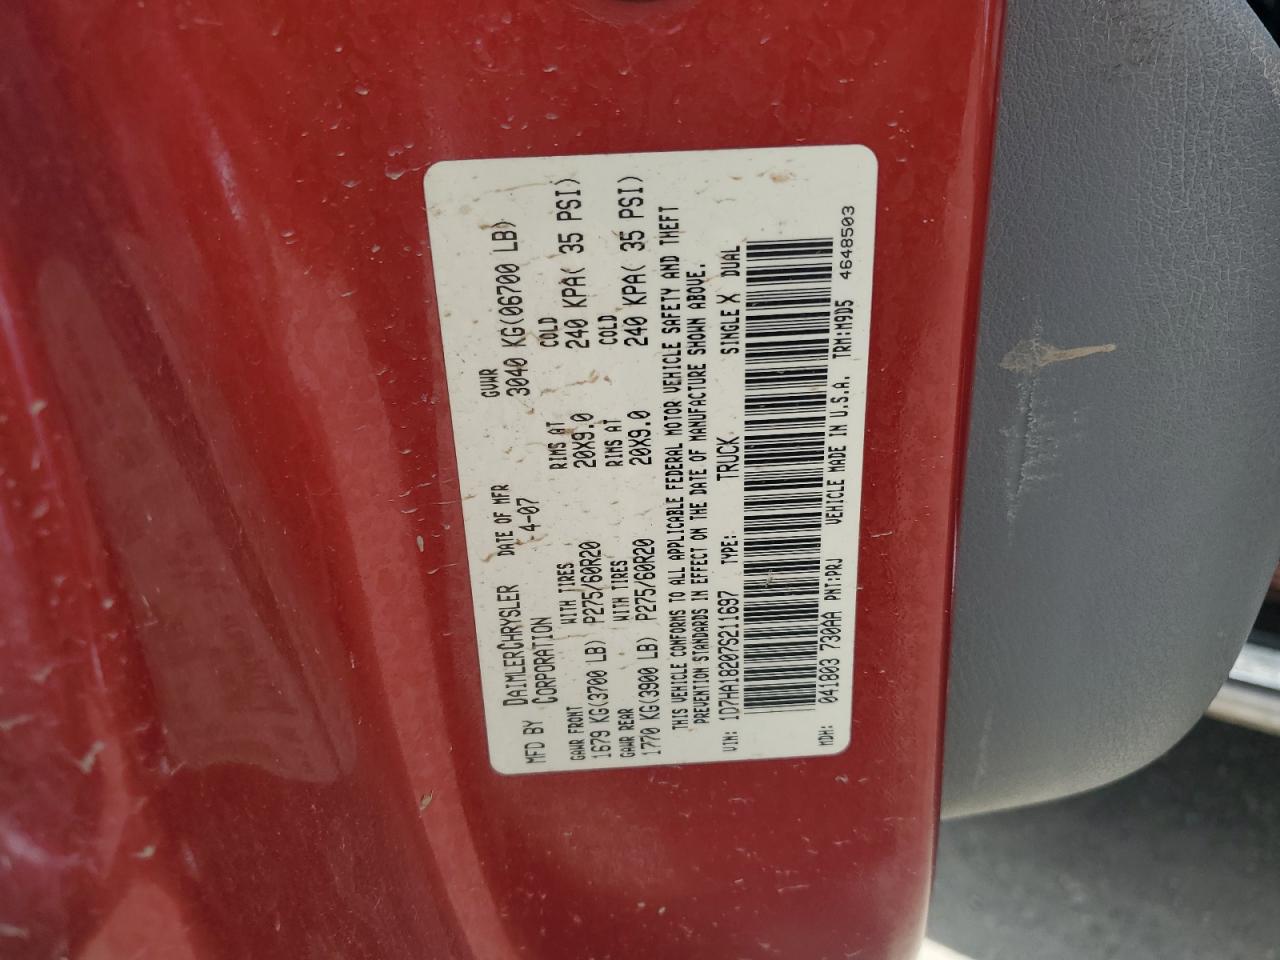 MFD BY DAIMLERCHRYSLER CORPORATION DATE OF MFR 4-07 GVWR 3040 KG(06700 LB)
GAWR FRONT WITH TIRES RIMS AT COLD
1679 KG(3700 LB) P275/60R20 20X9.0 240 KPA( 35 PSI)
GAWR REAR WITH TIRES RIMS AT COLD
1770 KG(3900 LB) P275/60R20 20X9.0 240 KPA( 35 PSI)
THIS VEHICLE CONFORMS TO ALL APPLICABLE FEDERAL MOTOR VEHICLE SAFETY AND THEFT
PREVENTION STANDARDS IN EFFECT ON THE DATE OF MANUFACTURE SHOWN ABOVE.
VIN: 1D7HA18207S211697 TYPE: TRUCK SINGLE X DUAL
MDH: 041803 730AA PNT:PRJ VEHICLE MADE IN U.S.A. TRM:M9D5 4648503